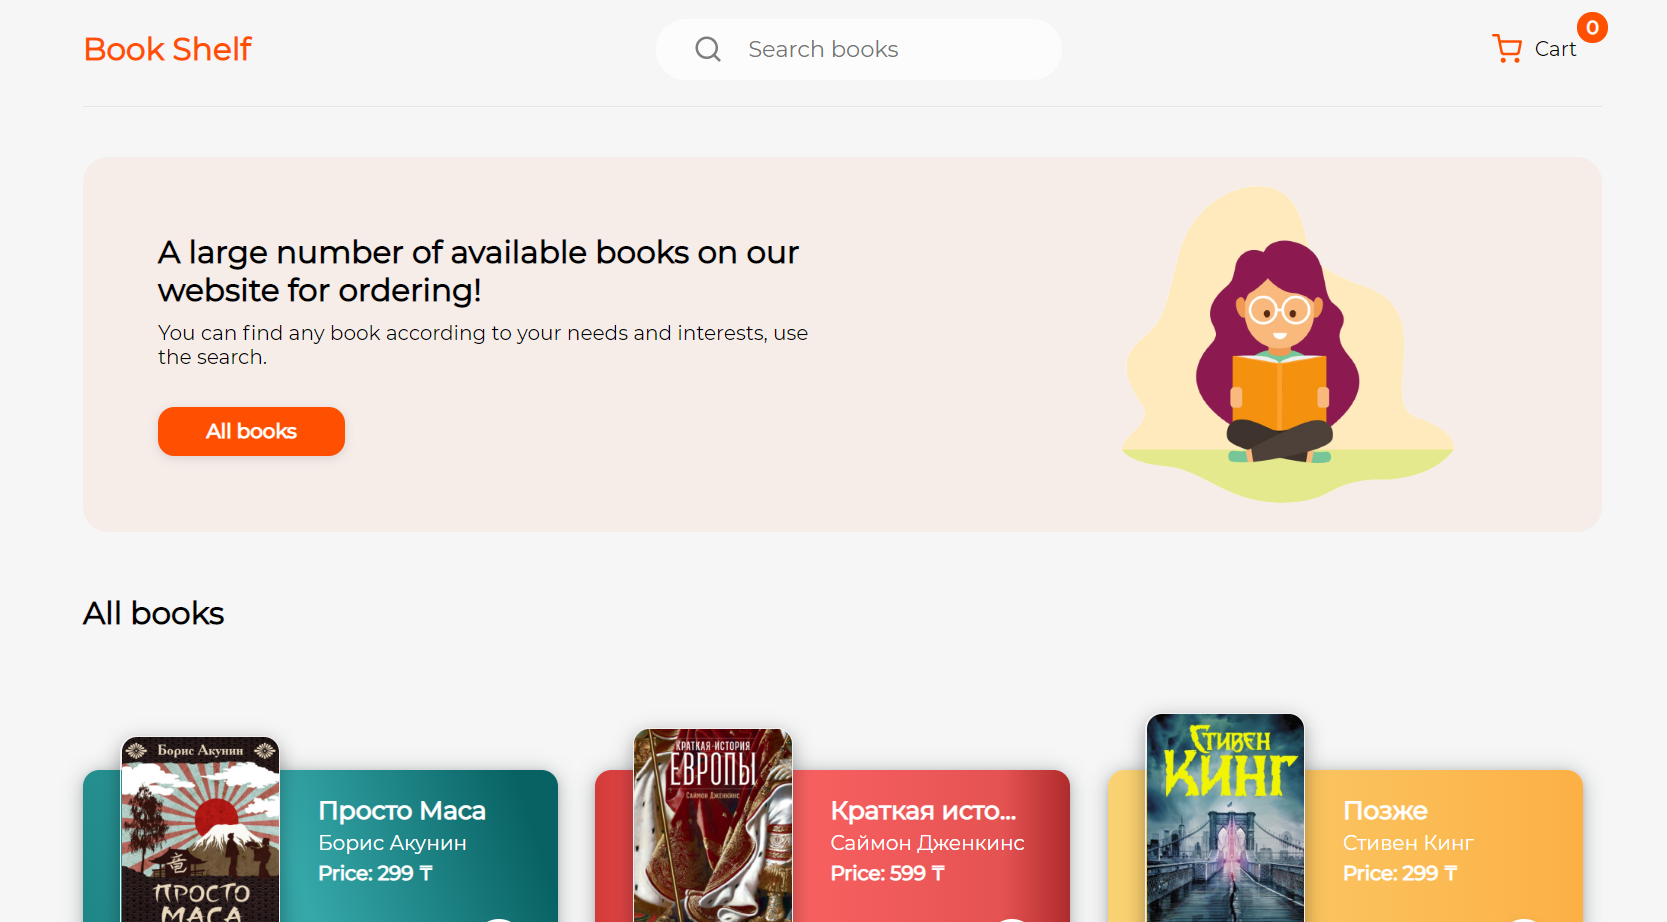 Book Shelf
Search books
Cart
0
A large number of available books on our
website for ordering!
You can find any book according to your needs and interests, use
the search.
All books
All books
Борис Акунин
ПРОСТО
МАСА
Просто Маса
Борис Акунин
Price: 299 ₸
КРАТКАЯ ИСТОРИЯ
ЕВРОПЫ
Саймон Дженкинс
Краткая исто...
Саймон Дженкинс
Price: 599 ₸
Стивен
Кинг
Позже
Стивен Кинг
Price: 299 ₸